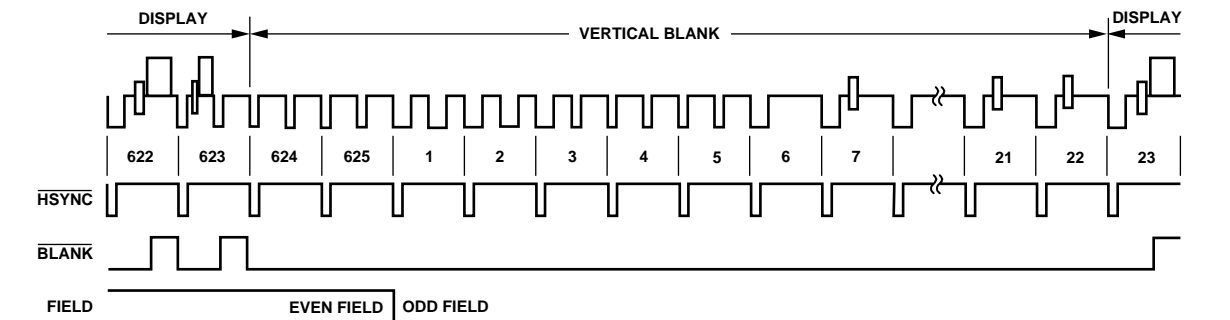 DISPLAY
DISPLAY
VERTICAL BLANK
622 623 624 625 1 2 3 4 5 6 7 21 22 23
HSYNC
BLANK
FIELD EVEN FIELD ODD FIELD